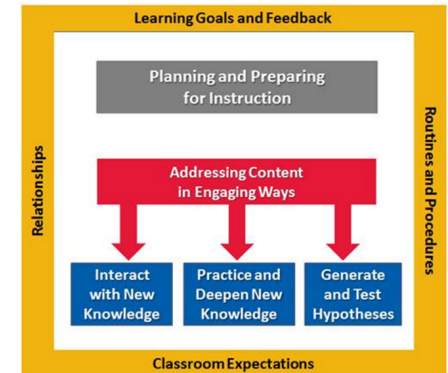 Learning Goals and Feedback
Planning and Preparing
for Instruction
Relationships
Addressing Content
in Engaging Ways
Routines and Procedures
Interact
with New
Knowledge
Practice and
Deepen New
Knowledge
Generate
and Test
Hypotheses
Classroom Expectations